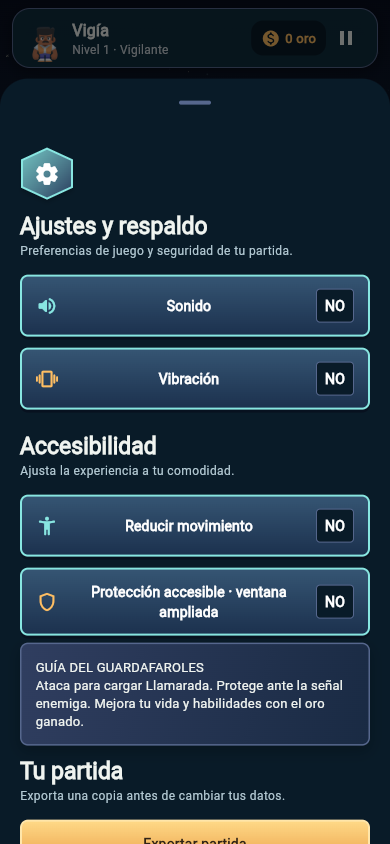 Vigía
Nivel 1 · Vigilante
$ 0 oro
Ajustes y respaldo
Preferencias de juego y seguridad de tu partida.
Sonido
NO
Vibración
NO
Accesibilidad
Ajusta la experiencia a tu comodidad.
Reducir movimiento
NO
Protección accesible · ventana
ampliada
NO
GUÍA DEL GUARDAFAROLES
Ataca para cargar Llamarada. Protege ante la señal
enemiga. Mejora tu vida y habilidades con el oro
ganado.
Tu partida
Exporta una copia antes de cambiar tus datos.
Exportar partida